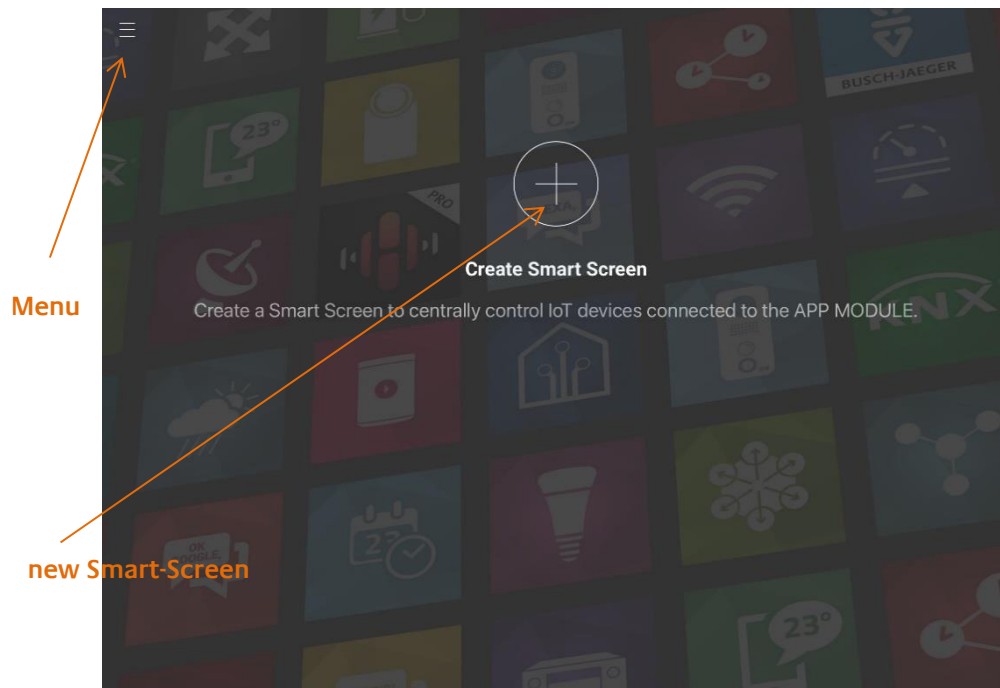 BUSCH-JAEGER
23°
PRO
Create Smart Screen
Menu
Create a Smart Screen to centrally control IoT devices connected to the APP MODULE.
KNX
OK
GOOGLE,
23
new Smart-Screen
23°